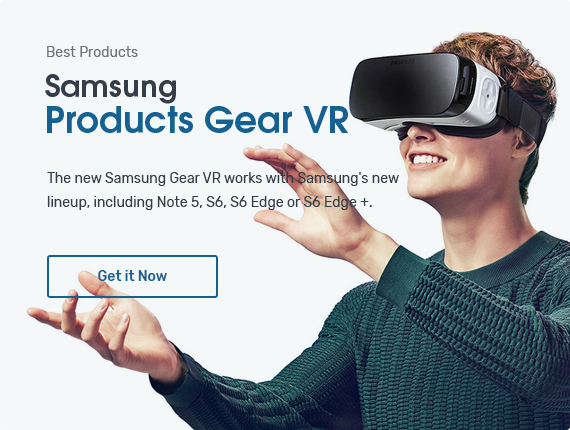 Best Products
Samsung
Products Gear VR
The new Samsung Gear VR works with Samsung's new
lineup, including Note 5, S6, S6 Edge or S6 Edge +.
Get it Now